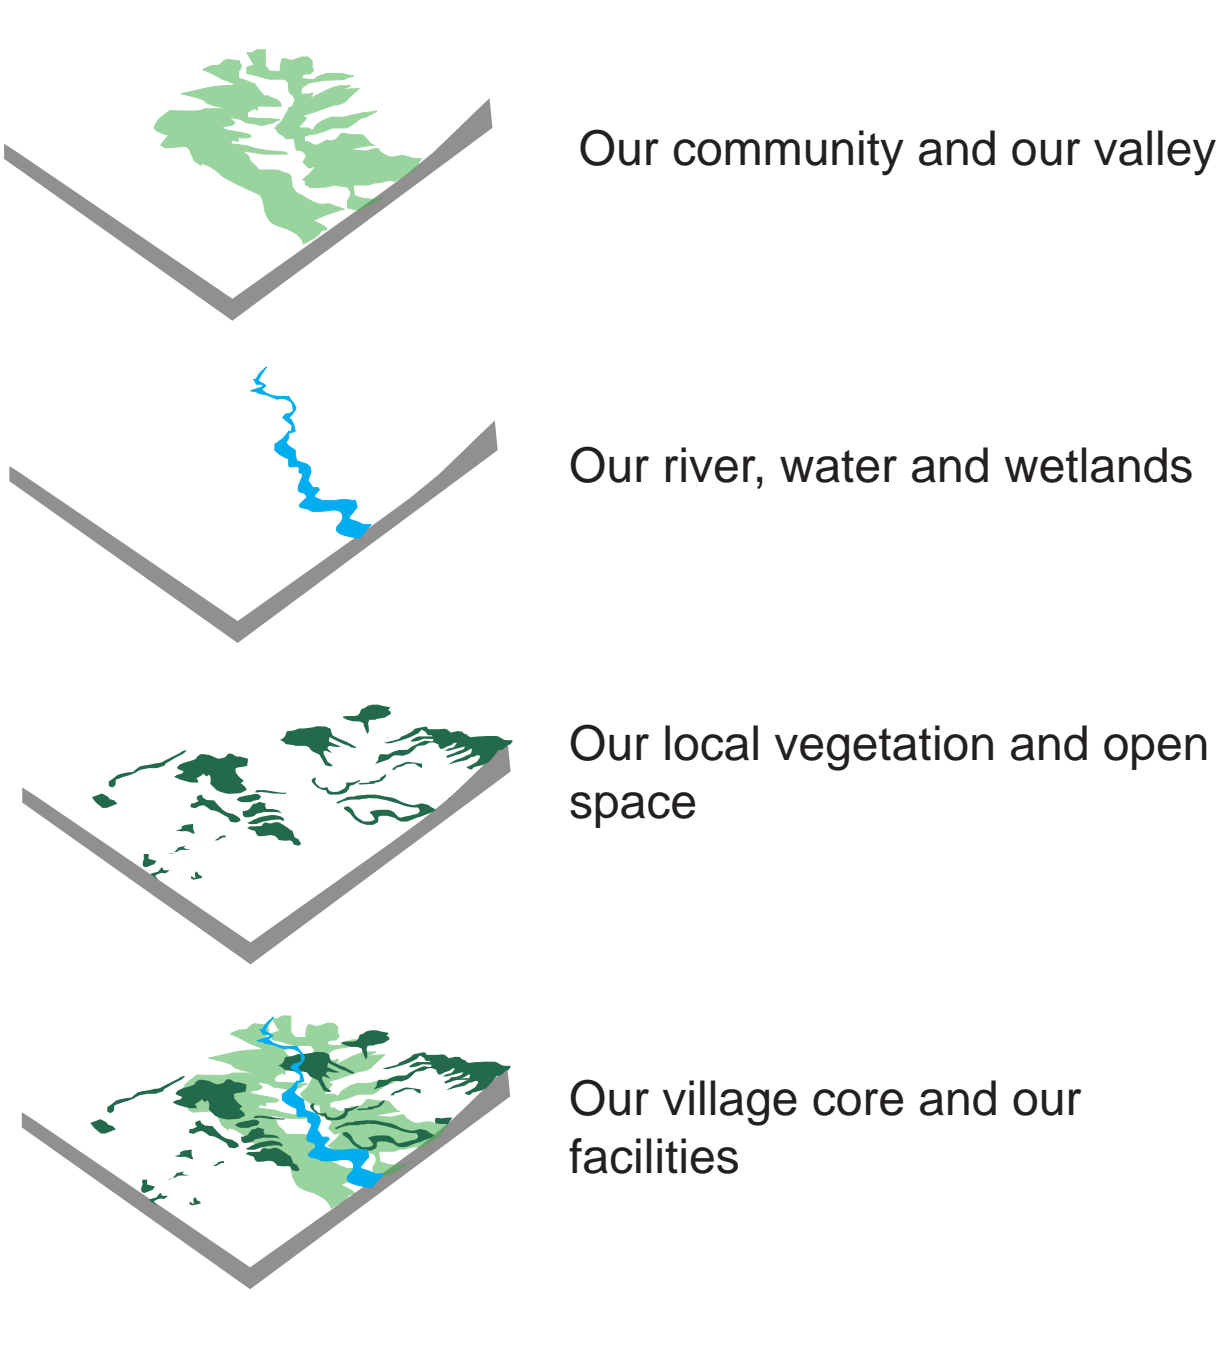 Our community and our valley
Our river, water and wetlands
Our local vegetation and open
space
Our village core and our
facilities